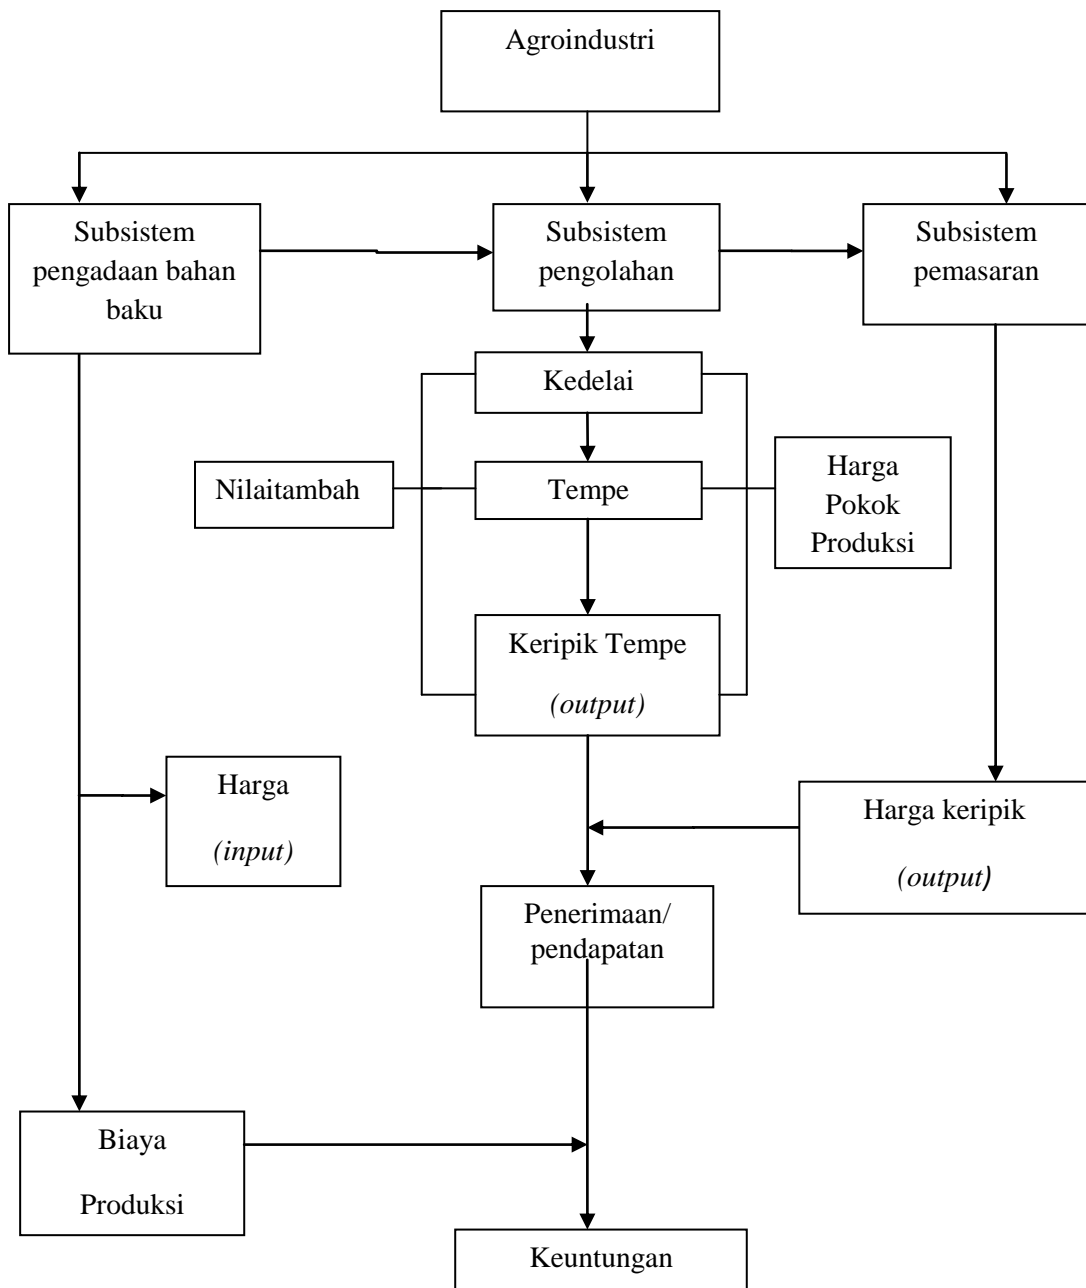 Agroindustri
Subsistem
pengadaan bahan
baku
Subsistem
pengolahan
Subsistem
pemasaran
Kedelai
Nilaitambah
Tempe
Harga
Pokok
Produksi
Keripik Tempe
(output)
Harga
(input)
Harga keripik
(output)
Penerimaan/
pendapatan
Biaya
Produksi
Keuntungan